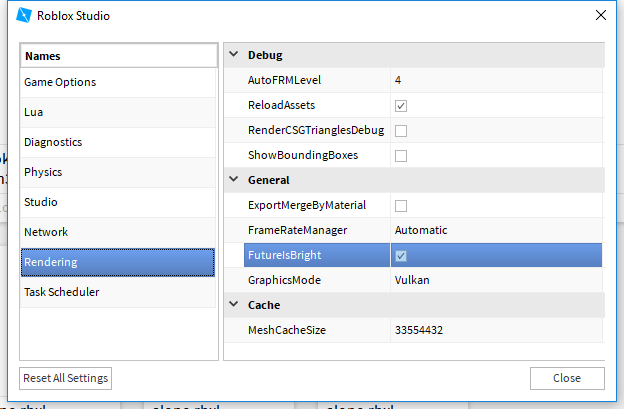 Roblox Studio
Names
Game Options
Lua
Diagnostics
Physics
Studio
Network
Rendering
Task Scheduler
Debug
AutoFRMLevel 4
ReloadAssets
RenderCSGTrianglesDebug
ShowBoundingBoxes
General
ExportMergeByMaterial
FrameRateManager Automatic
FutureIsBright
GraphicsMode Vulkan
Cache
MeshCacheSize 33554432
Reset All Settings
Close